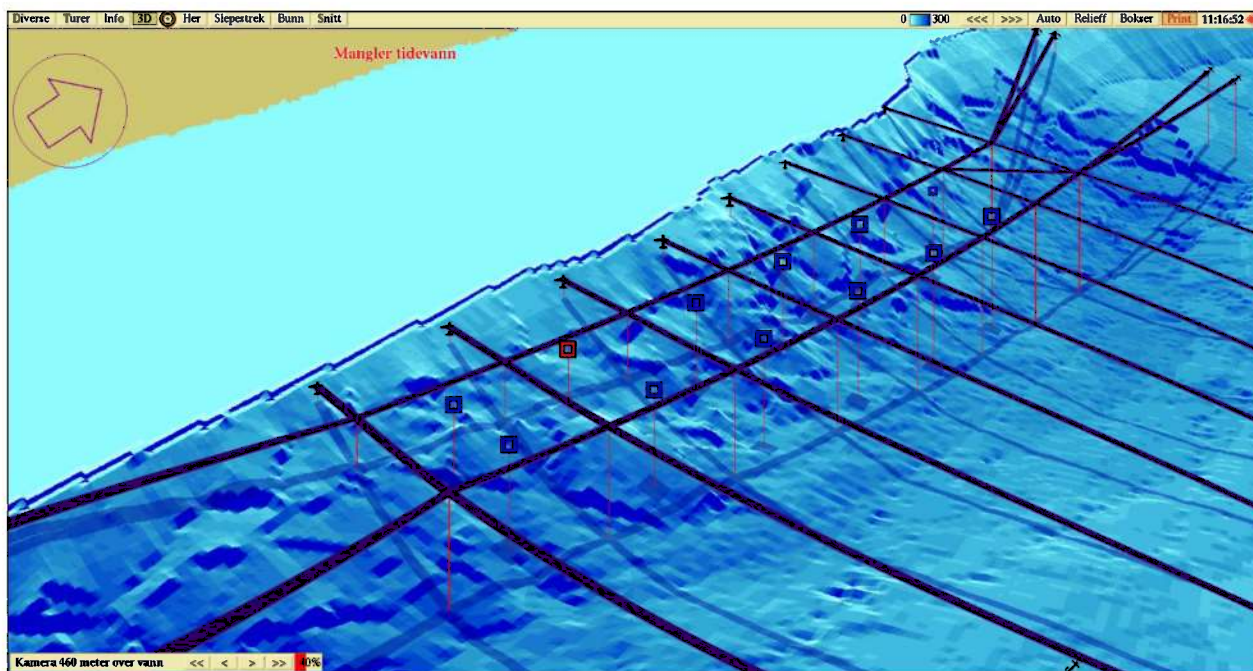 Diverse Turer Info 3D Her Slepestrek Bunn Snitt 0 300 <<< >>> Auto Relieff Bokser Print 11:16:52
Mangler tidevann
Kamera 460 meter over vann << < > >> 40%